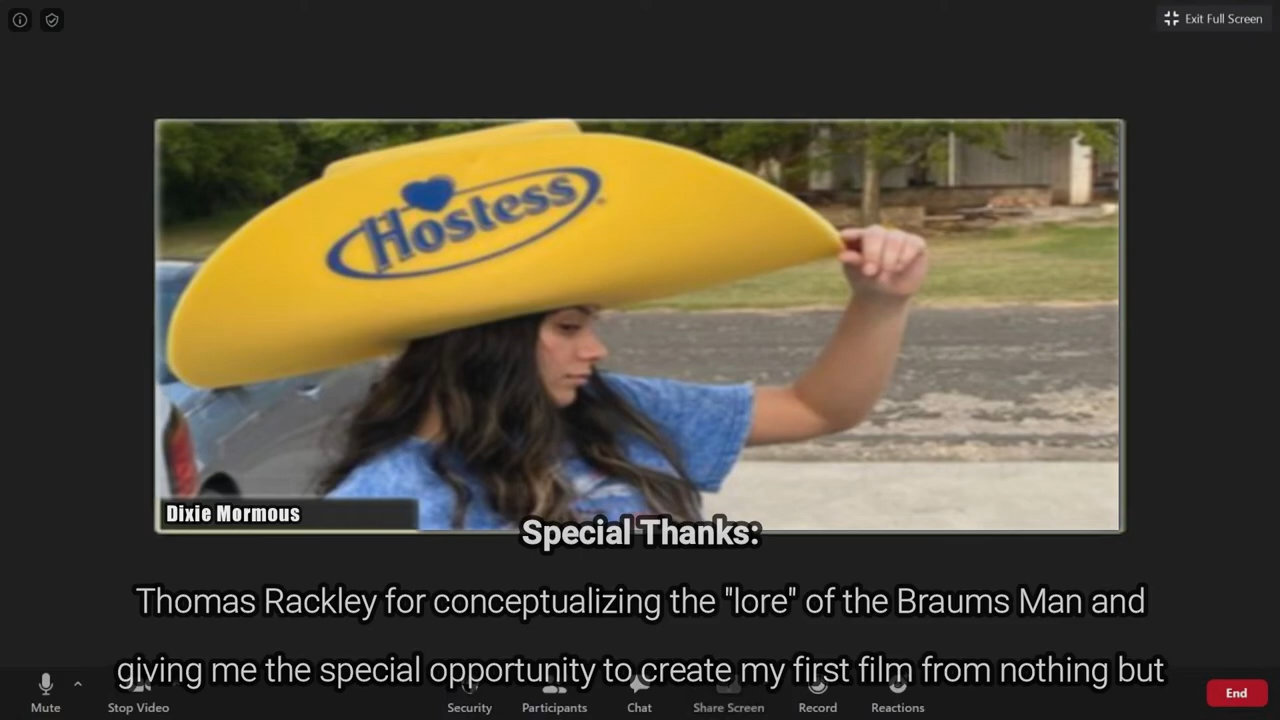 Exit Full Screen
Hostess
Dixie Mormous
Special Thanks:
Thomas Rackley for conceptualizing the "lore" of the Braums Man and
giving me the special opportunity to create my first film from nothing but
Mute
Stop Video
Security
Participants
Chat
Share Screen
Record
Reactions
End